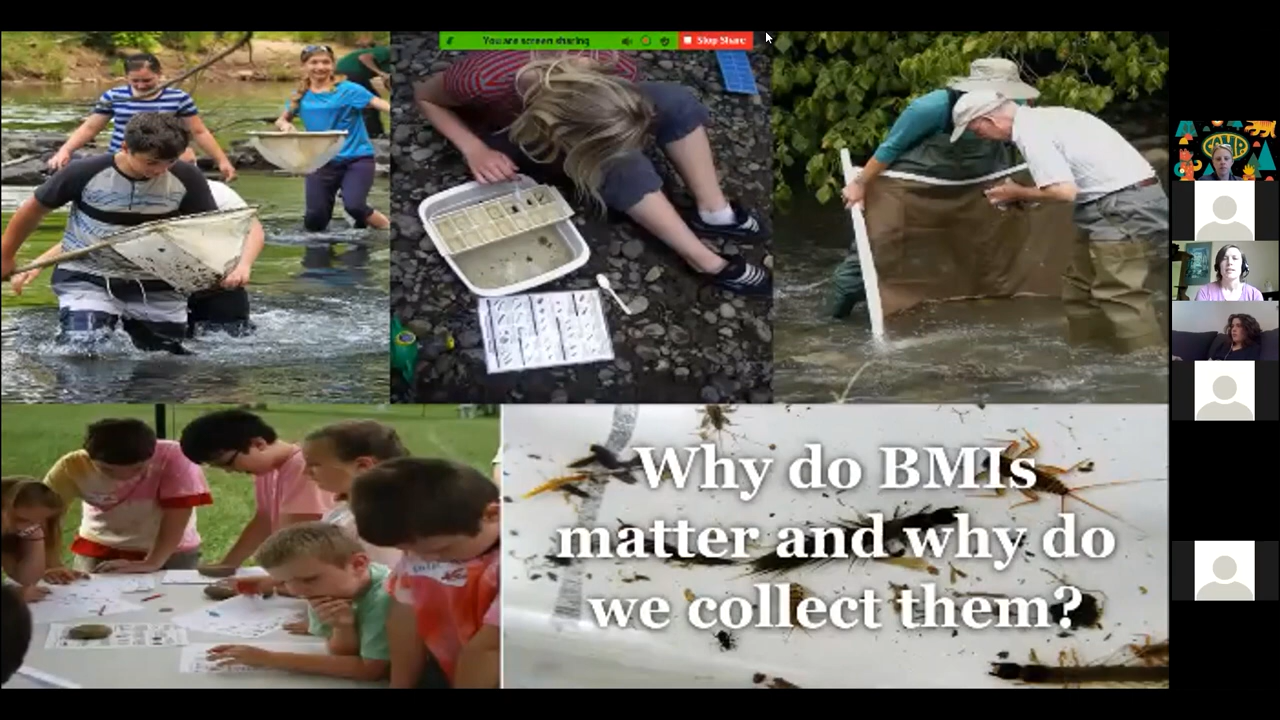 You are screen sharing
Stop Share
Why do BMIs
matter and why do
we collect them?